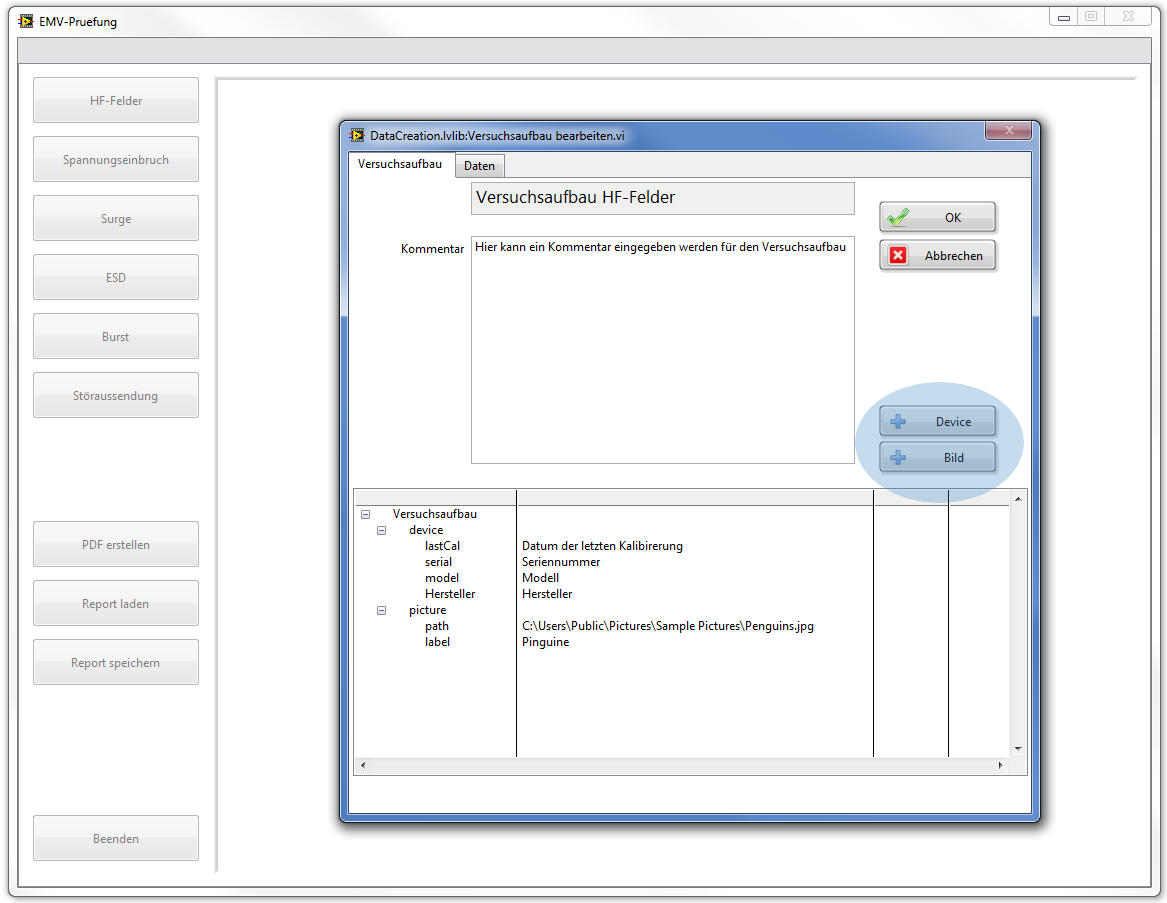 EMV-Pruefung
HF-Felder
Spannungseinbruch
Surge
ESD
Burst
Störaussendung
PDF erstellen
Report laden
Report speichern
Beenden
DataCreation.lvlib:Versuchsaufbau bearbeiten.vi
Versuchsaufbau
Daten
Versuchsaufbau HF-Felder
Kommentar
Hier kann ein Kommentar eingegeben werden für den Versuchsaufbau
OK
Abbrechen
Device
Bild
Versuchsaufbau
device
lastCal Datum der letzten Kalibirerung
serial Seriennummer
model Modell
Hersteller Hersteller
picture
path C:\Users\Public\Pictures\Sample Pictures\Penguins.jpg
label Pinguine